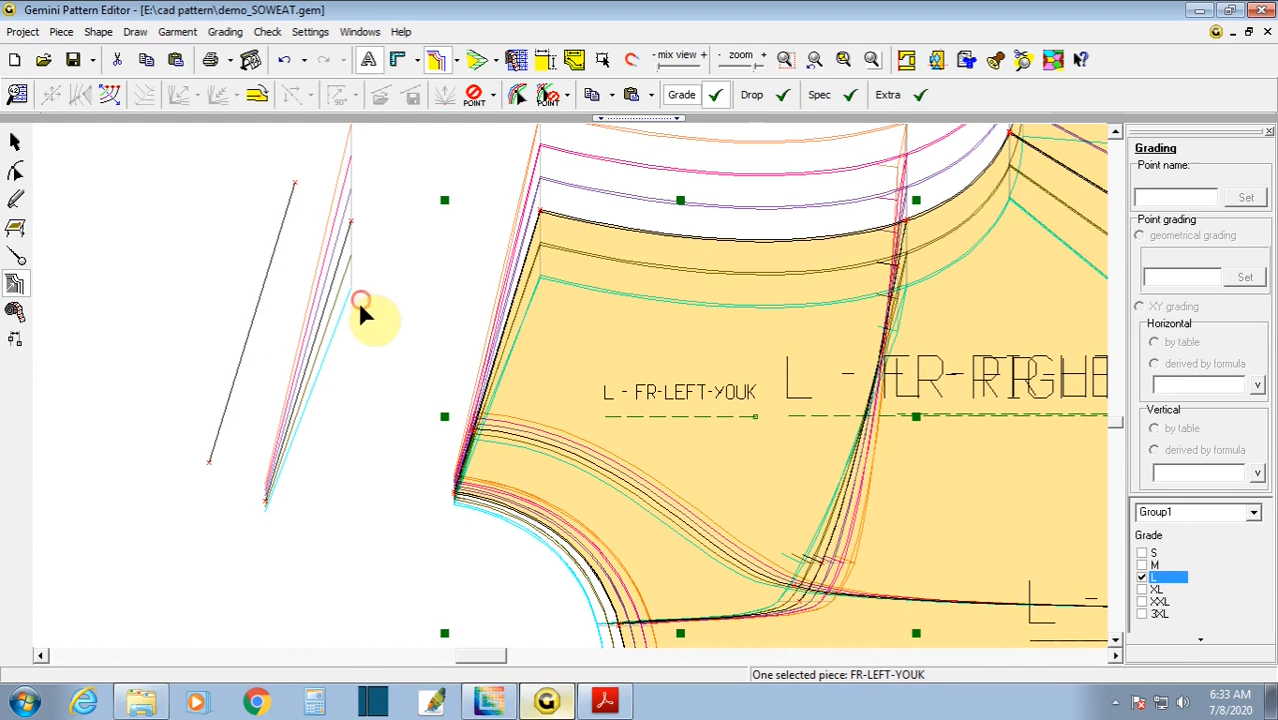 Gemini Pattern Editor - [E:\cad pattern\demo_SOWEAT.gem]
Project Piece Shape Draw Garment Grading Check Settings Windows Help
A mix view zoom
90° POINT POINT Grade Drop Spec Extra
Grading
Point name:
Set
Point grading
geometrical grading
Set
XY grading
Horizontal
by table
derived by formula
v
Vertical
by table
derived by formula
v
L - FR-LEFT-YOUK
L -
L -
Group1
Grade
S
M
L
XL
XXL
3XL
One selected piece: FR-LEFT-YOUK
6:33 AM
7/8/2020